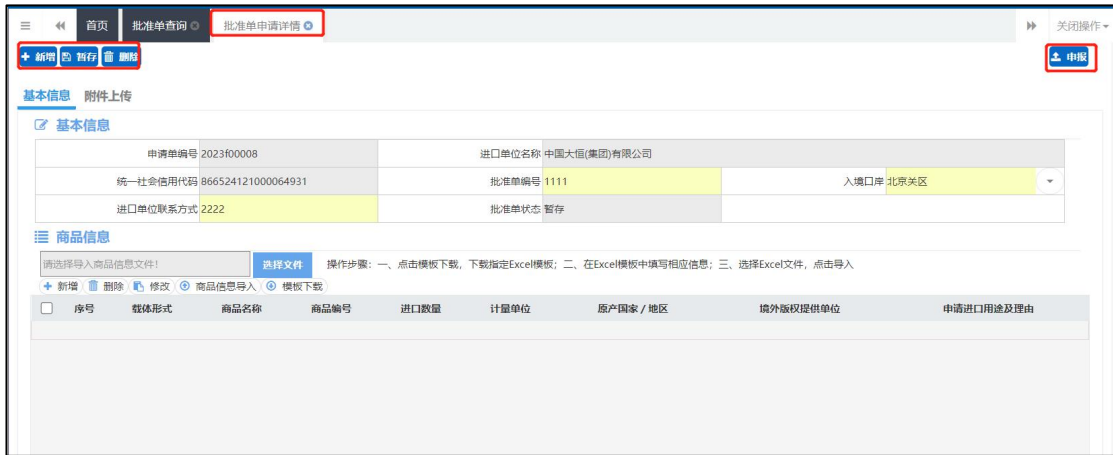 首页 批准单查询 批准单申请详情 关闭操作
新增 暂存 删除 申报
基本信息 附件上传
基本信息
申请单编号 2023f00008 进口单位名称 中国大恒(集团)有限公司
统一社会信用代码 866524121000064931 批准单编号 1111 入境口岸 北京关区
进口单位联系方式 2222 批准单状态 暂存
商品信息
请选择导入商品信息文件! 选择文件 操作步骤：一、点击模板下载，下载指定Excel模板；二、在Excel模板中填写相应信息；三、选择Excel文件，点击导入
新增 删除 修改 商品信息导入 模板下载
序号 载体形式 商品名称 商品编号 进口数量 计量单位 原产国家 / 地区 境外版权提供单位 申请进口用途及理由